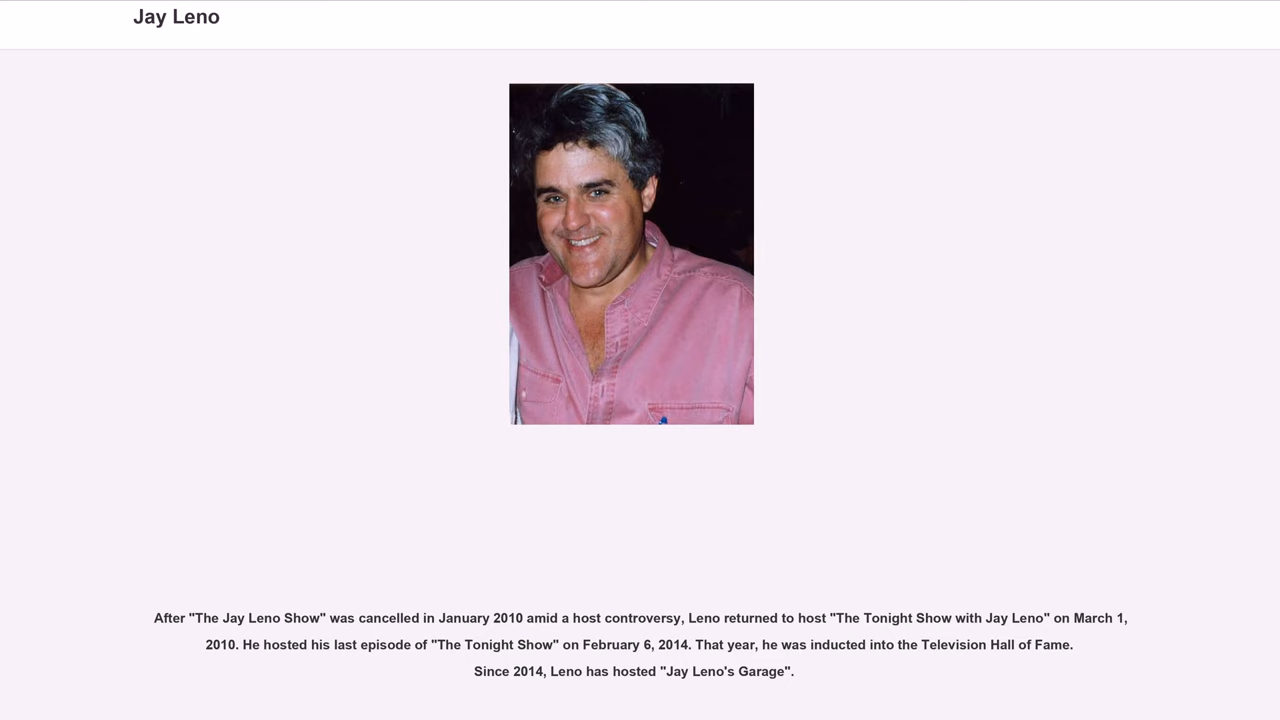 Jay Leno
After "The Jay Leno Show" was cancelled in January 2010 amid a host controversy, Leno returned to host "The Tonight Show with Jay Leno" on March 1,
2010. He hosted his last episode of "The Tonight Show" on February 6, 2014. That year, he was inducted into the Television Hall of Fame.
Since 2014, Leno has hosted "Jay Leno's Garage".